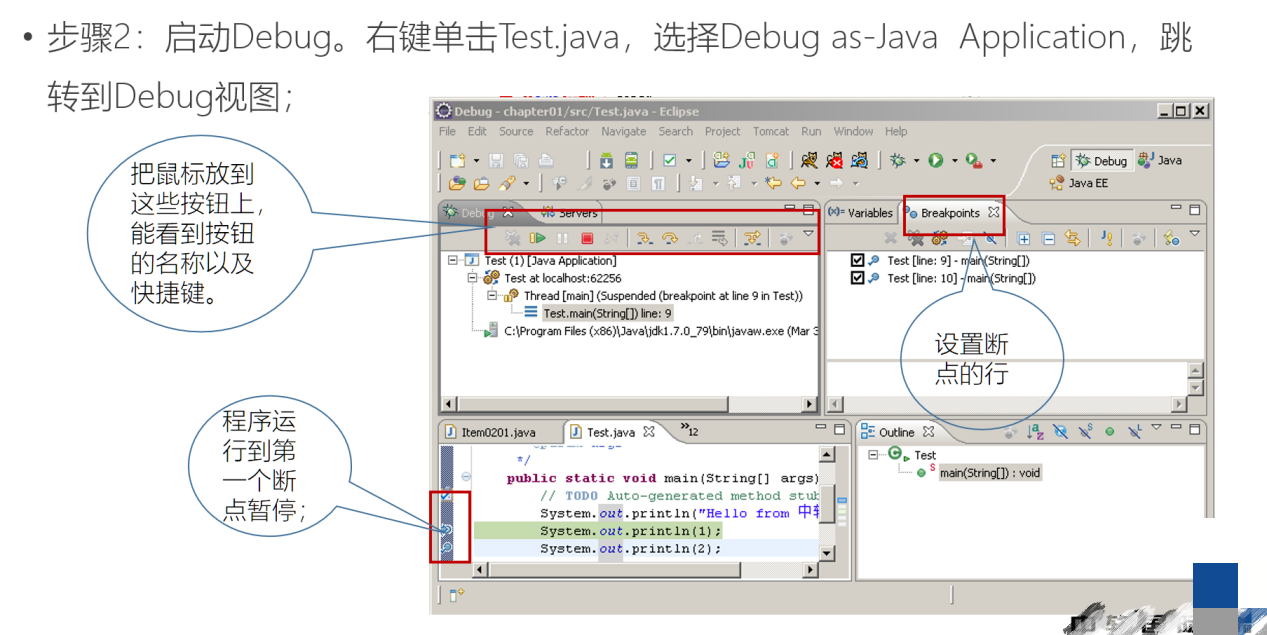 • 步骤2：启动Debug。右键单击Test.java，选择Debug as-Java Application，跳
转到Debug视图；
把鼠标放到
这些按钮上，
能看到按钮
的名称以及
快捷键。
Debug - chapter01/src/Test.java - Eclipse
File Edit Source Refactor Navigate Search Project Tomcat Run Window Help
Debug Java
Java EE
Debug Servers
Test (1) [Java Application]
Test at localhost:62256
Thread [main] (Suspended (breakpoint at line 9 in Test))
Test.main(String[]) line: 9
C:\Program Files (x86)\Java\jdk1.7.0_79\bin\javaw.exe (Mar 3
(x)= Variables Breakpoints
Test [line: 9] - main(String[])
Test [line: 10] - main(String[])
设置断
点的行
程序运
行到第
一个断
点暂停；
Item0201.java Test.java »12
*/
public static void main(String[] args)
// TODO Auto-generated method stub
System.out.println("Hello from 中软
System.out.println(1);
System.out.println(2);
Outline
Test
main(String[]) : void